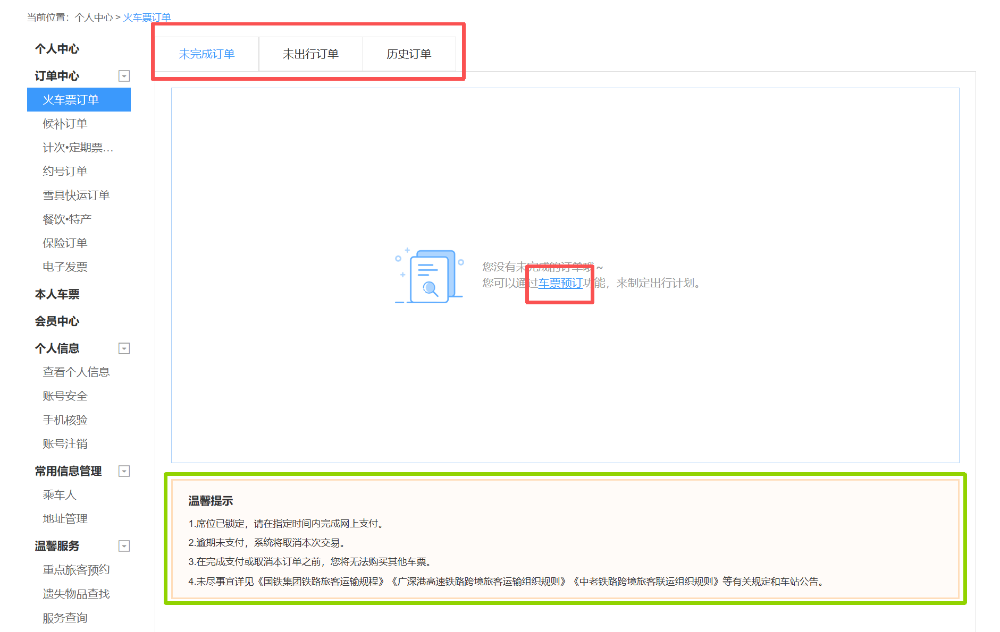 当前位置：个人中心 > 火车票订单
个人中心
订单中心
火车票订单
候补订单
计次•定期票…
约号订单
雪具快运订单
餐饮•特产
保险订单
电子发票
本人车票
会员中心
个人信息
查看个人信息
账号安全
手机核验
账号注销
常用信息管理
乘车人
地址管理
温馨服务
重点旅客预约
遗失物品查找
服务查询
未完成订单 未出行订单 历史订单
您没有未完成的订单哦～
您可以通过车票预订功能，来制定出行计划。
温馨提示
1.席位已锁定，请在指定时间内完成网上支付。
2.逾期未支付，系统将取消本次交易。
3.在完成支付或取消本订单之前，您将无法购买其他车票。
4.未尽事宜详见《国铁集团铁路旅客运输规程》《广深港高速铁路跨境旅客运输组织规则》《中老铁路跨境旅客联运组织规则》等有关规定和车站公告。